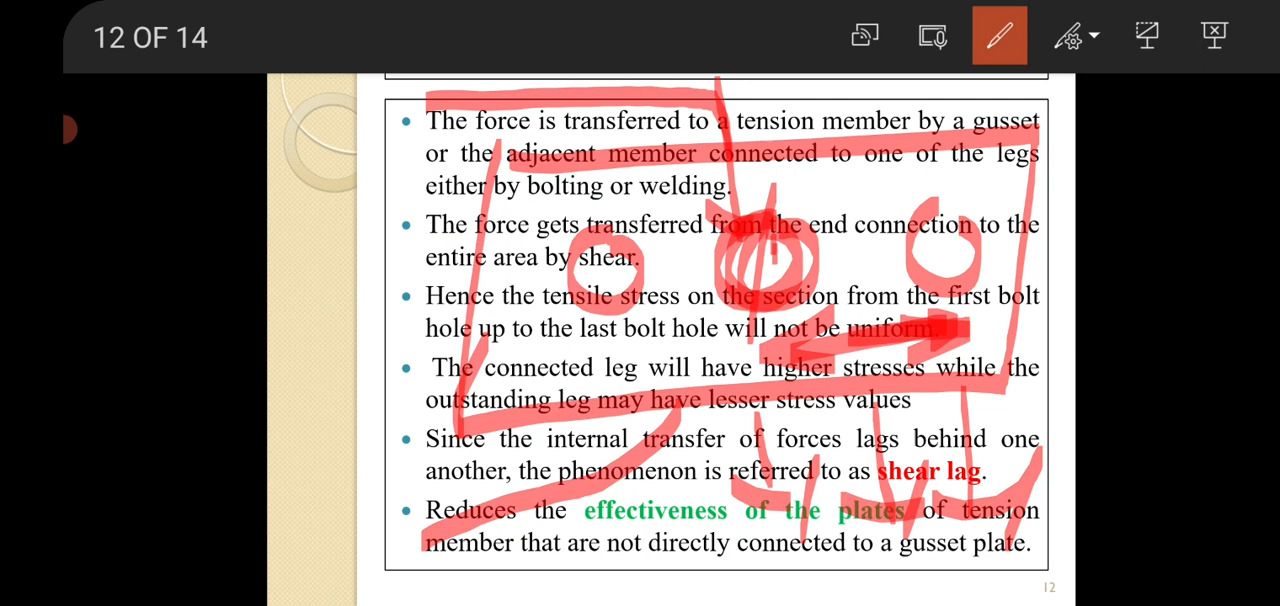 12 OF 14
• The force is transferred to a tension member by a gusset
or the adjacent member connected to one of the legs
either by bolting or welding.
• The force gets transferred from the end connection to the
entire area by shear.
• Hence the tensile stress on the section from the first bolt
hole up to the last bolt hole will not be uniform.
• The connected leg will have higher stresses while the
outstanding leg may have lesser stress values
• Since the internal transfer of forces lags behind one
another, the phenomenon is referred to as shear lag.
• Reduces the effectiveness of the plates of tension
member that are not directly connected to a gusset plate.
12